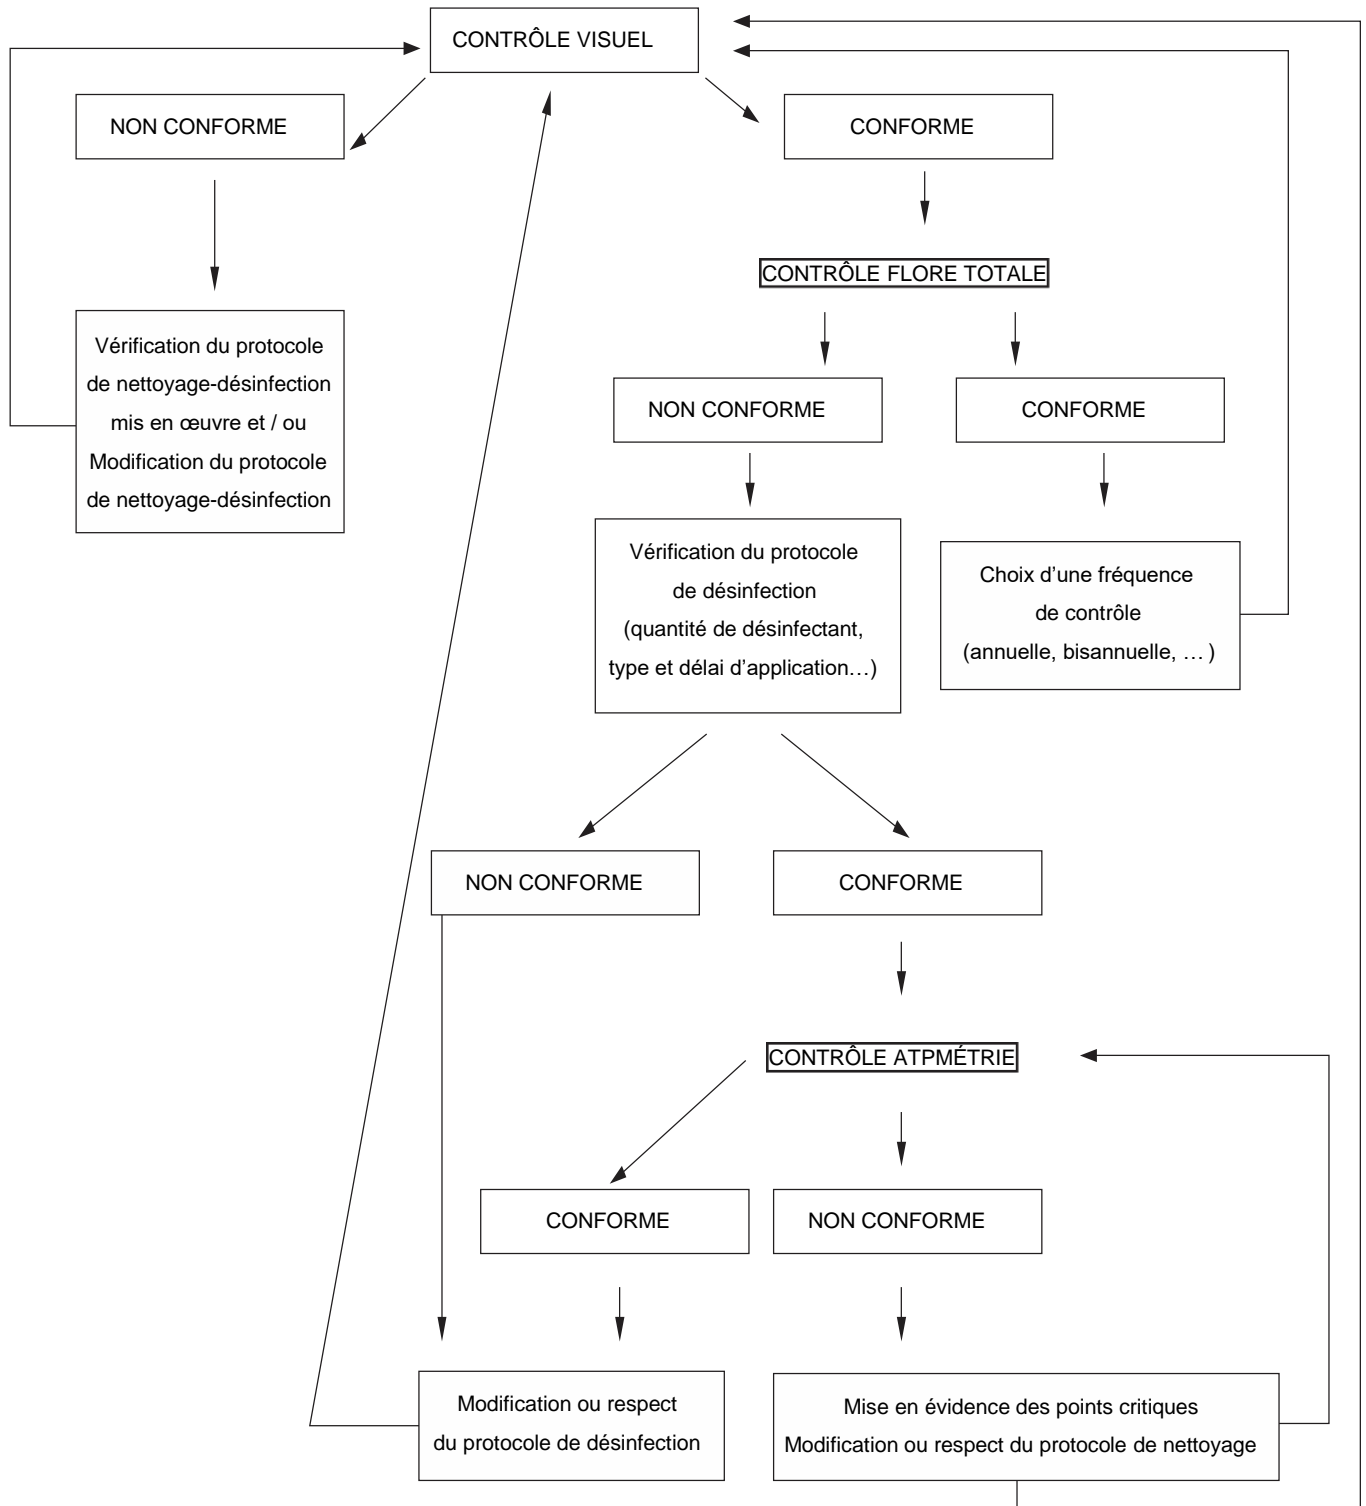 CONTRÔLE VISUEL
NON CONFORME
CONFORME
CONTRÔLE FLORE TOTALE
Vérification du protocole
de nettoyage-désinfection
mis en œuvre et / ou
Modification du protocole
de nettoyage-désinfection
NON CONFORME
CONFORME
Vérification du protocole
de désinfection
(quantité de désinfectant,
type et délai d’application…)
Choix d’une fréquence
de contrôle
(annuelle, bisannuelle, … )
NON CONFORME
CONFORME
CONTRÔLE ATPMÉTRIE
CONFORME
NON CONFORME
Modification ou respect
du protocole de désinfection
Mise en évidence des points critiques
Modification ou respect du protocole de nettoyage